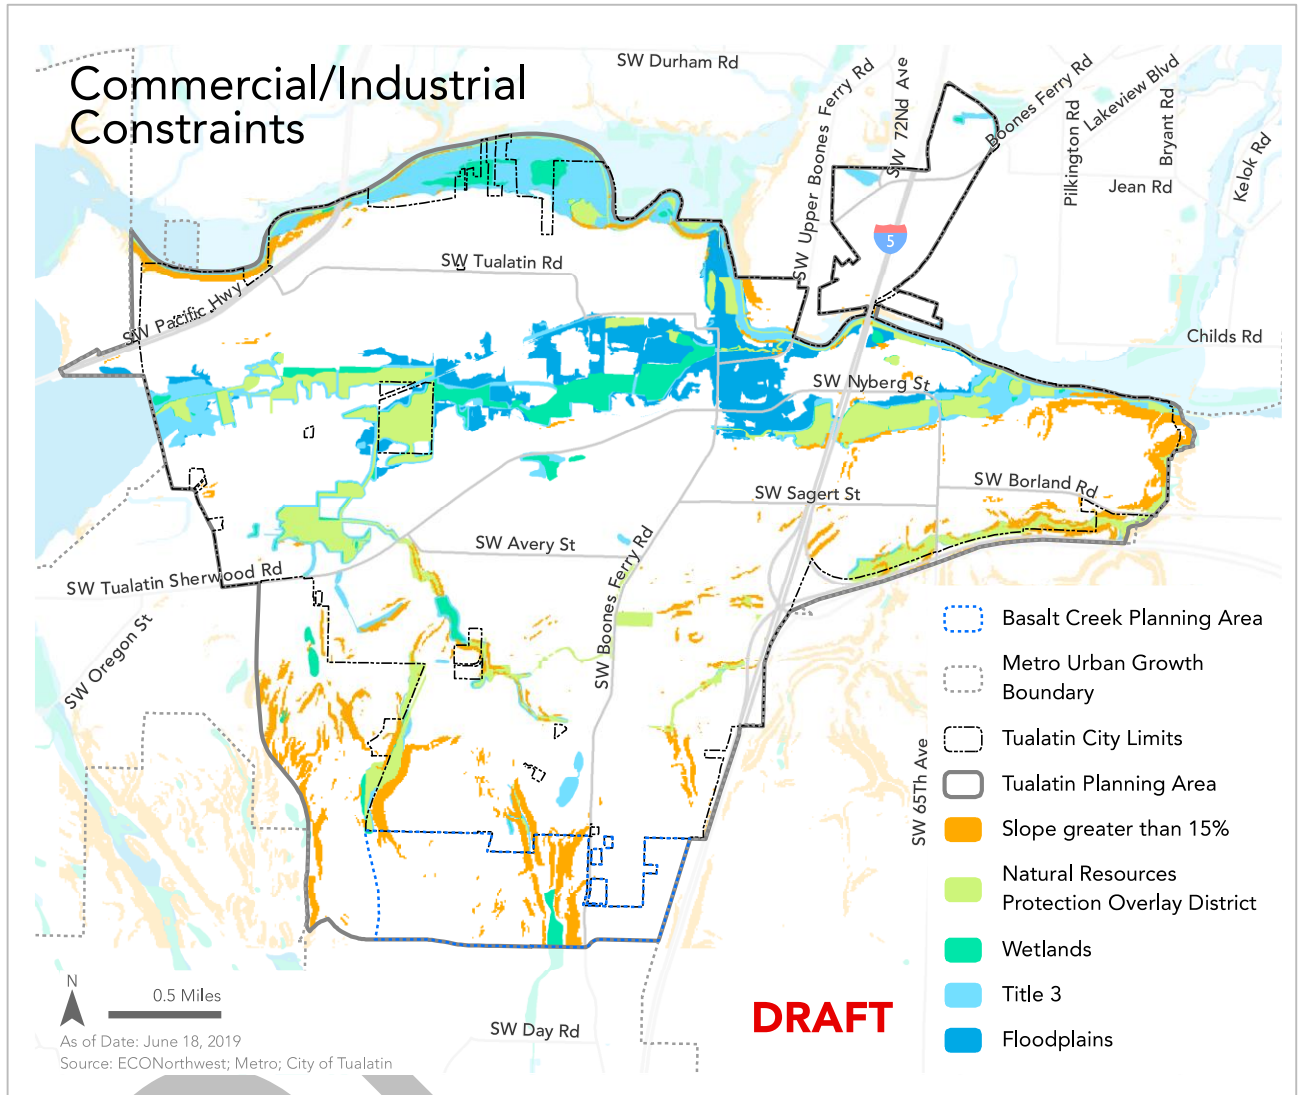 Commercial/Industrial
Constraints
SW Durham Rd
SW Upper Boones Ferry Rd
SW 72Nd Ave
Boones Ferry Rd
Lakeview Blvd
Pilkington Rd
Bryant Rd
Jean Rd
Kelok Rd
5
SW Tualatin Rd
SW Pacific Hwy
Childs Rd
SW Nyberg St
SW Sagert St
SW Borland Rd
SW Avery St
SW Boones Ferry Rd
SW Tualatin Sherwood Rd
SW Oregon St
SW 65Th Ave
SW Day Rd
Basalt Creek Planning Area
Metro Urban Growth
Boundary
Tualatin City Limits
Tualatin Planning Area
Slope greater than 15%
Natural Resources
Protection Overlay District
Wetlands
Title 3
Floodplains
N
0.5 Miles
DRAFT
As of Date: June 18, 2019
Source: ECONorthwest; Metro; City of Tualatin